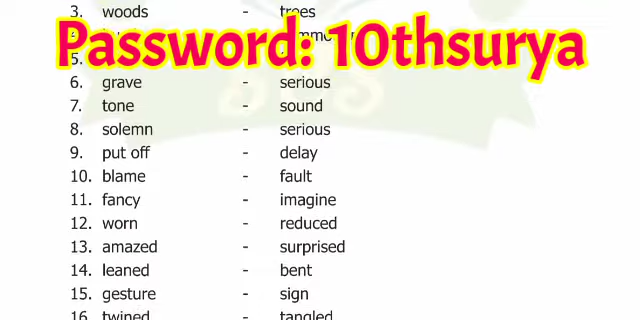 3. woods - trees
Password: 10thsurya
5.
6. grave - serious
7. tone - sound
8. solemn - serious
9. put off - delay
10. blame - fault
11. fancy - imagine
12. worn - reduced
13. amazed - surprised
14. leaned - bent
15. gesture - sign
16. twined - tangled